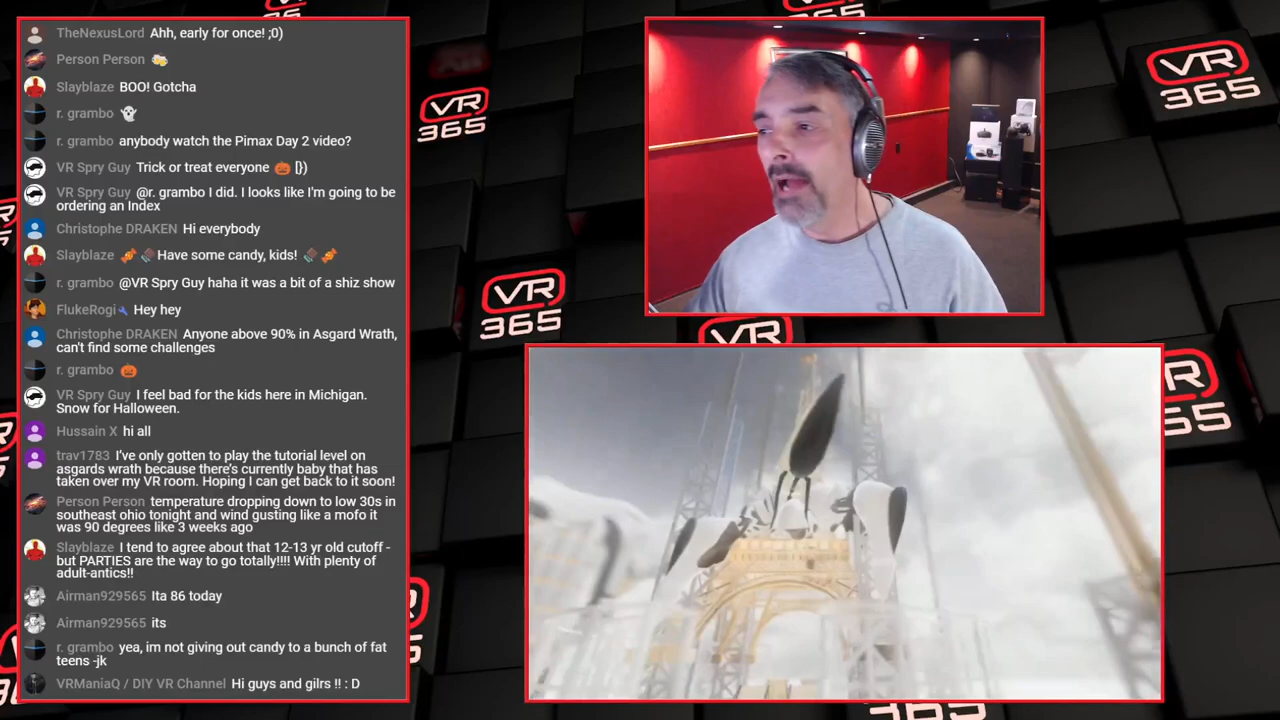 TheNexusLord Ahh, early for once! ;0)
Person Person 🍻
Slayblaze BOO! Gotcha
r. grambo 👻
r. grambo anybody watch the Pimax Day 2 video?
VR Spry Guy Trick or treat everyone 🎃 [})
VR Spry Guy @r. grambo I did. I looks like I'm going to be
ordering an Index
Christophe DRAKEN Hi everybody
Slayblaze 🍬 🍫 Have some candy, kids! 🍫 🍬
r. grambo @VR Spry Guy haha it was a bit of a shiz show
FlukeRogi🔧 Hey hey
Christophe DRAKEN Anyone above 90% in Asgard Wrath,
can't find some challenges
r. grambo 🎃
VR Spry Guy I feel bad for the kids here in Michigan.
Snow for Halloween.
Hussain X hi all
trav1783 I've only gotten to play the tutorial level on
asgards wrath because there's currently baby that has
taken over my VR room. Hoping I can get back to it soon!
Person Person temperature dropping down to low 30s in
southeast ohio tonight and wind gusting like a mofo it
was 90 degrees like 3 weeks ago
Slayblaze I tend to agree about that 12-13 yr old cutoff -
but PARTIES are the way to go totally!!!! With plenty of
adult-antics!!
Airman929565 Ita 86 today
Airman929565 its
r. grambo yea, im not giving out candy to a bunch of fat
teens -jk
VRManiaQ / DIY VR Channel Hi guys and gilrs !! : D
VR
365
VR
365
VR
365
VR
365